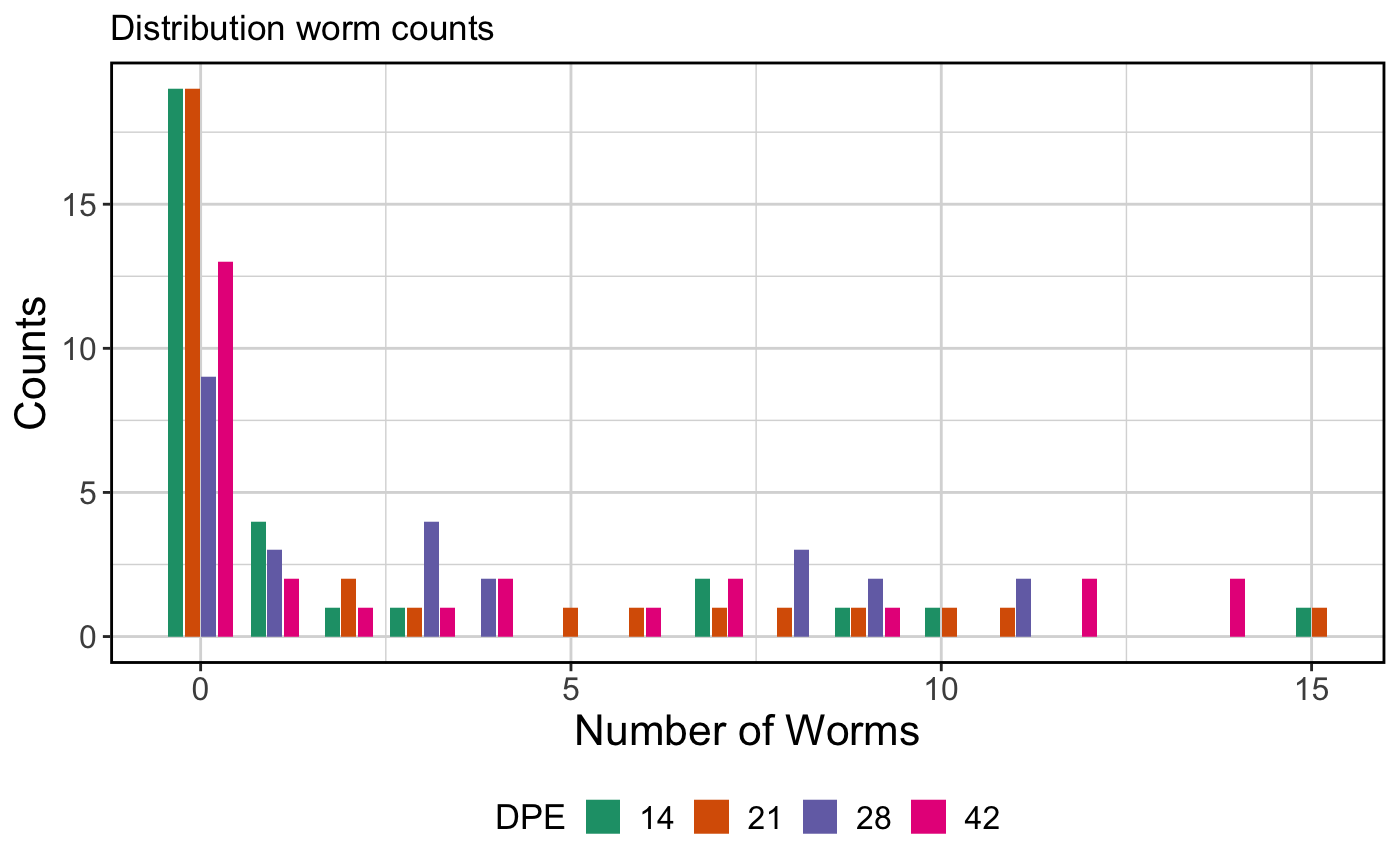 Distribution worm counts
Counts
15
10
5
0
0 5 10 15
Number of Worms
DPE 14 21 28 42